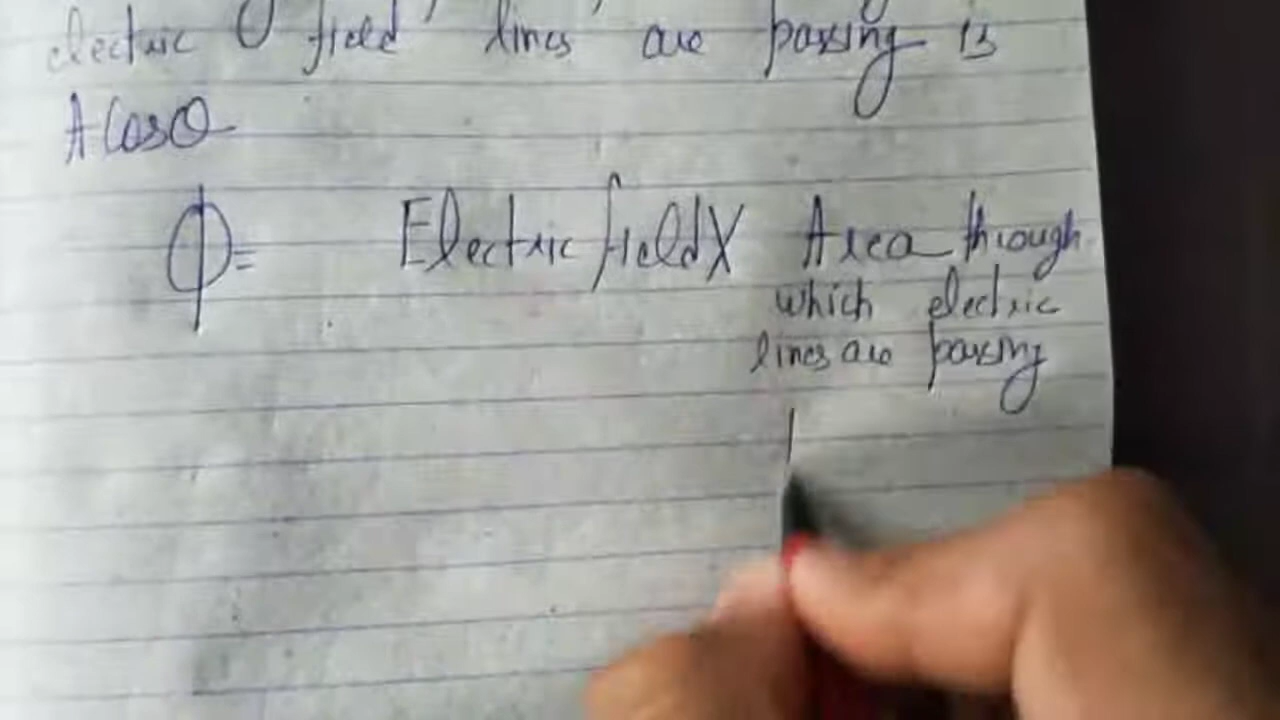 electric field lines are passing is
A Cosθ
Φ = Electric field X Area through
which electric
lines are passing